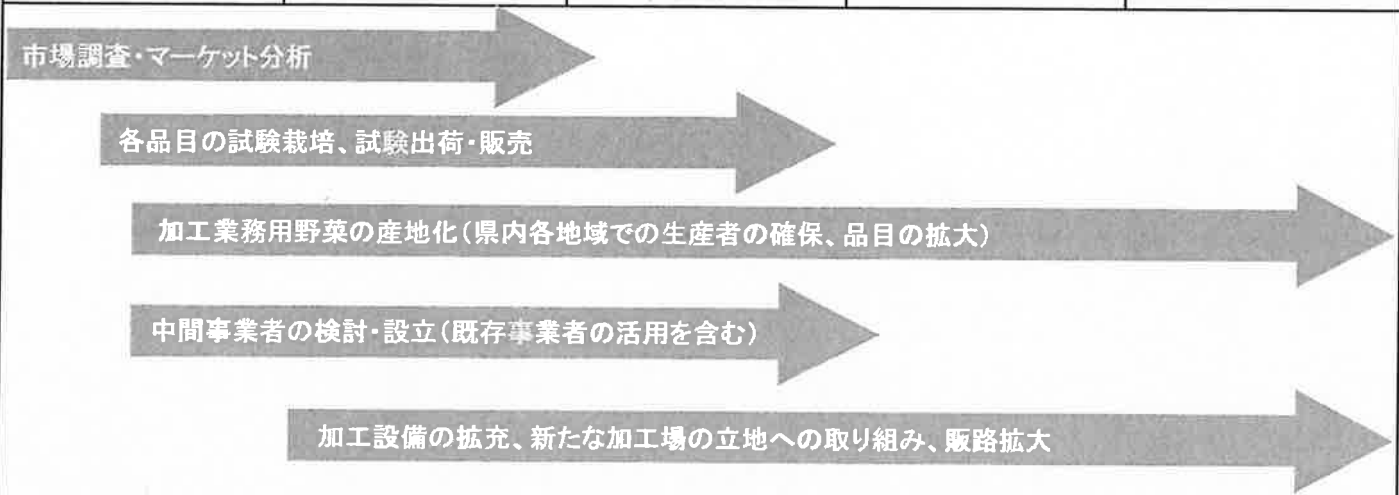 市場調査・マーケット分析
各品目の試験栽培、試験出荷・販売
加工業務用野菜の産地化(県内各地域での生産者の確保、品目の拡大)
中間事業者の検討・設立(既存事業者の活用を含む)
加工設備の拡充、新たな加工場の立地への取り組み、販路拡大